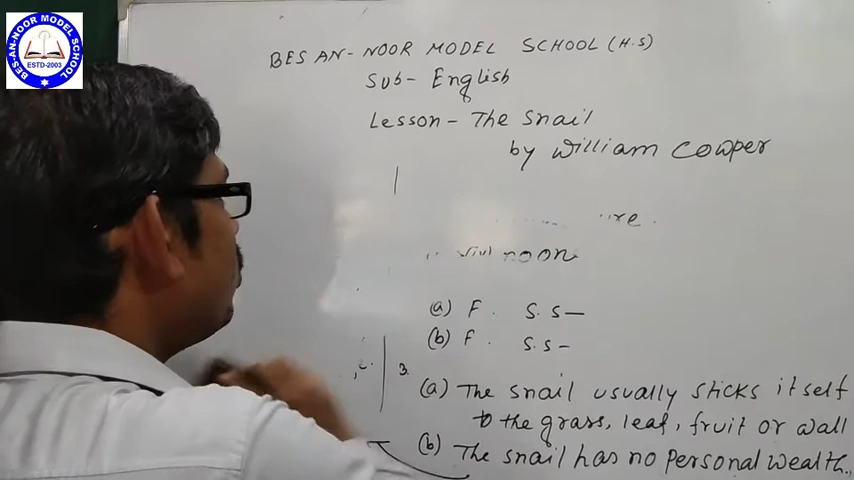 BES-AN-NOOR MODEL SCHOOL
ESTD-2003
BES AN-NOOR MODEL SCHOOL (H.S)
Sub- English
Lesson - The Snail
by William Cowper
noon
(a) F. S.S—
(b) F. S.S-
3.
(a) The snail usually sticks itself
to the grass, leaf, fruit or wall
(b) The snail has no personal wealth.